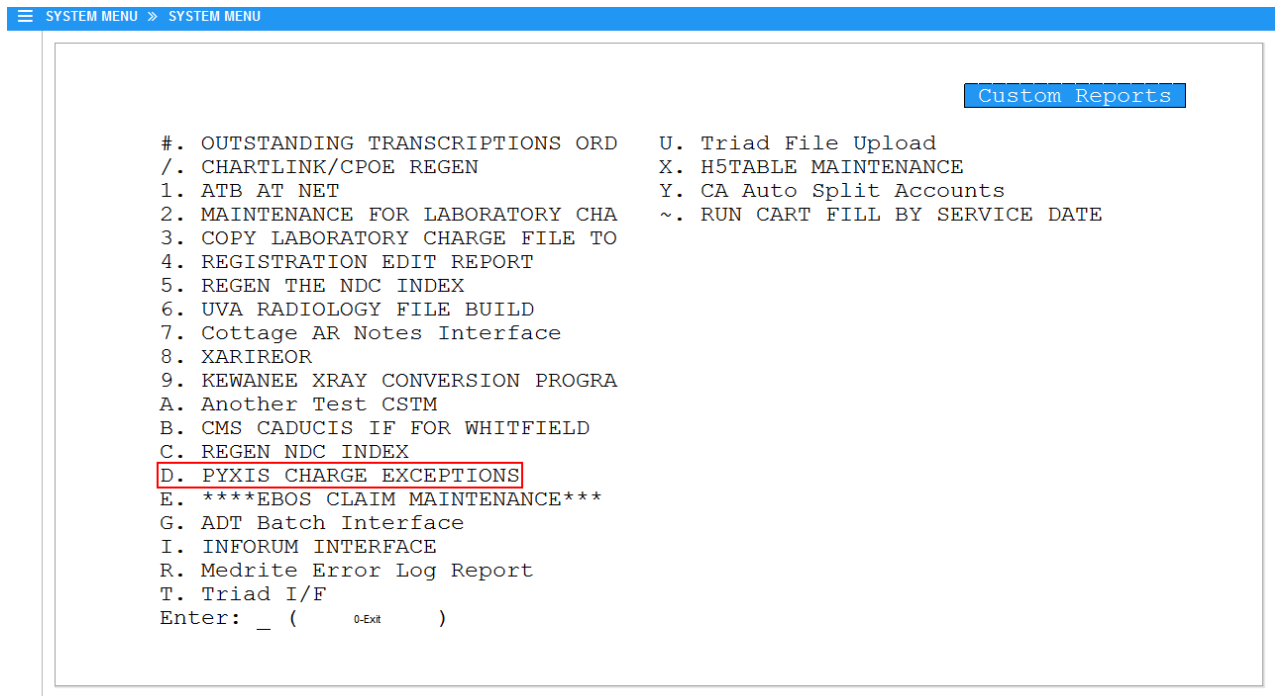 ☰ SYSTEM MENU » SYSTEM MENU
Custom Reports
#. OUTSTANDING TRANSCRIPTIONS ORD
/. CHARTLINK/CPOE REGEN
1. ATB AT NET
2. MAINTENANCE FOR LABORATORY CHA
3. COPY LABORATORY CHARGE FILE TO
4. REGISTRATION EDIT REPORT
5. REGEN THE NDC INDEX
6. UVA RADIOLOGY FILE BUILD
7. Cottage AR Notes Interface
8. XARIREOR
9. KEWANEE XRAY CONVERSION PROGRA
A. Another Test CSTM
B. CMS CADUCIS IF FOR WHITFIELD
C. REGEN NDC INDEX
D. PYXIS CHARGE EXCEPTIONS
E. ****EBOS CLAIM MAINTENANCE***
G. ADT Batch Interface
I. INFORUM INTERFACE
R. Medrite Error Log Report
T. Triad I/F
U. Triad File Upload
X. H5TABLE MAINTENANCE
Y. CA Auto Split Accounts
~. RUN CART FILL BY SERVICE DATE
Enter: _ ( 0-Exit )